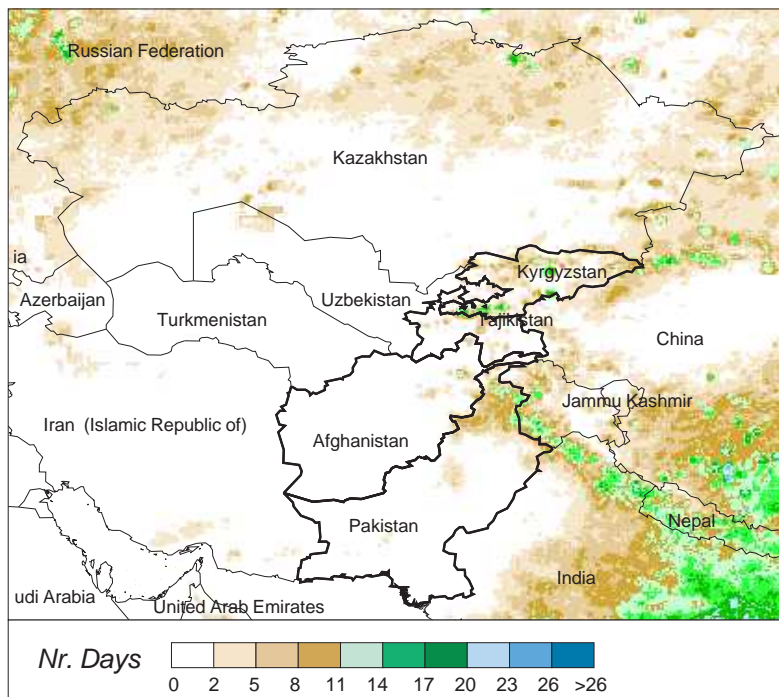 Russian Federation
Kazakhstan
ia
Kyrgyzstan
Azerbaijan
Uzbekistan
Turkmenistan
Tajikistan
China
Jammu Kashmir
Iran (Islamic Republic of)
Afghanistan
Pakistan
Nepal
India
udi Arabia
United Arab Emirates
Nr. Days
0 2 5 8 11 14 17 20 23 26 >26